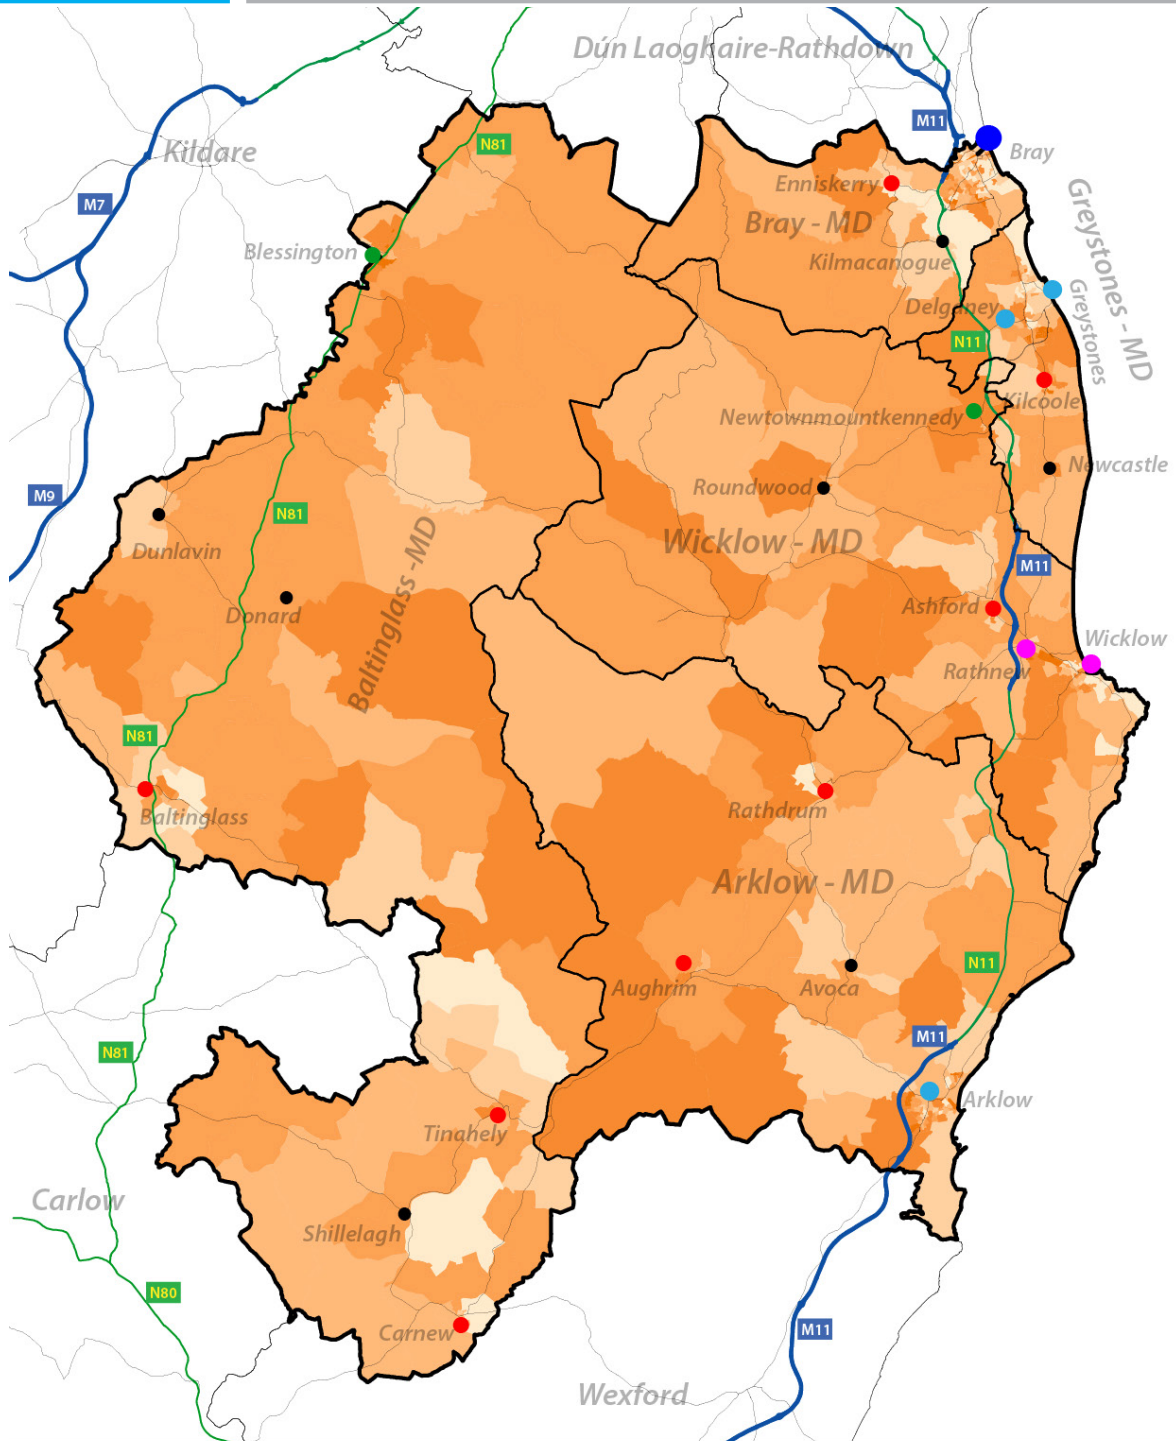 Dún Laoghaire-Rathdown
M11
N81
Bray
Kildare
Enniskerry
M7
Bray - MD
Greystones - MD
Blessington
Kilmacanogue
Delganey
Greystones
N11
Kilcoole
Newtownmountkennedy
Newcastle
Roundwood
M9
N81
Wicklow - MD
Dunlavin
Baltinglass -MD
M11
Donard
Ashford
Wicklow
Rathnew
N81
Baltinglass
Rathdrum
Arklow - MD
N11
Aughrim
Avoca
M11
N81
Arklow
Tinahely
Carlow
Shillelagh
N80
Carnew
M11
Wexford